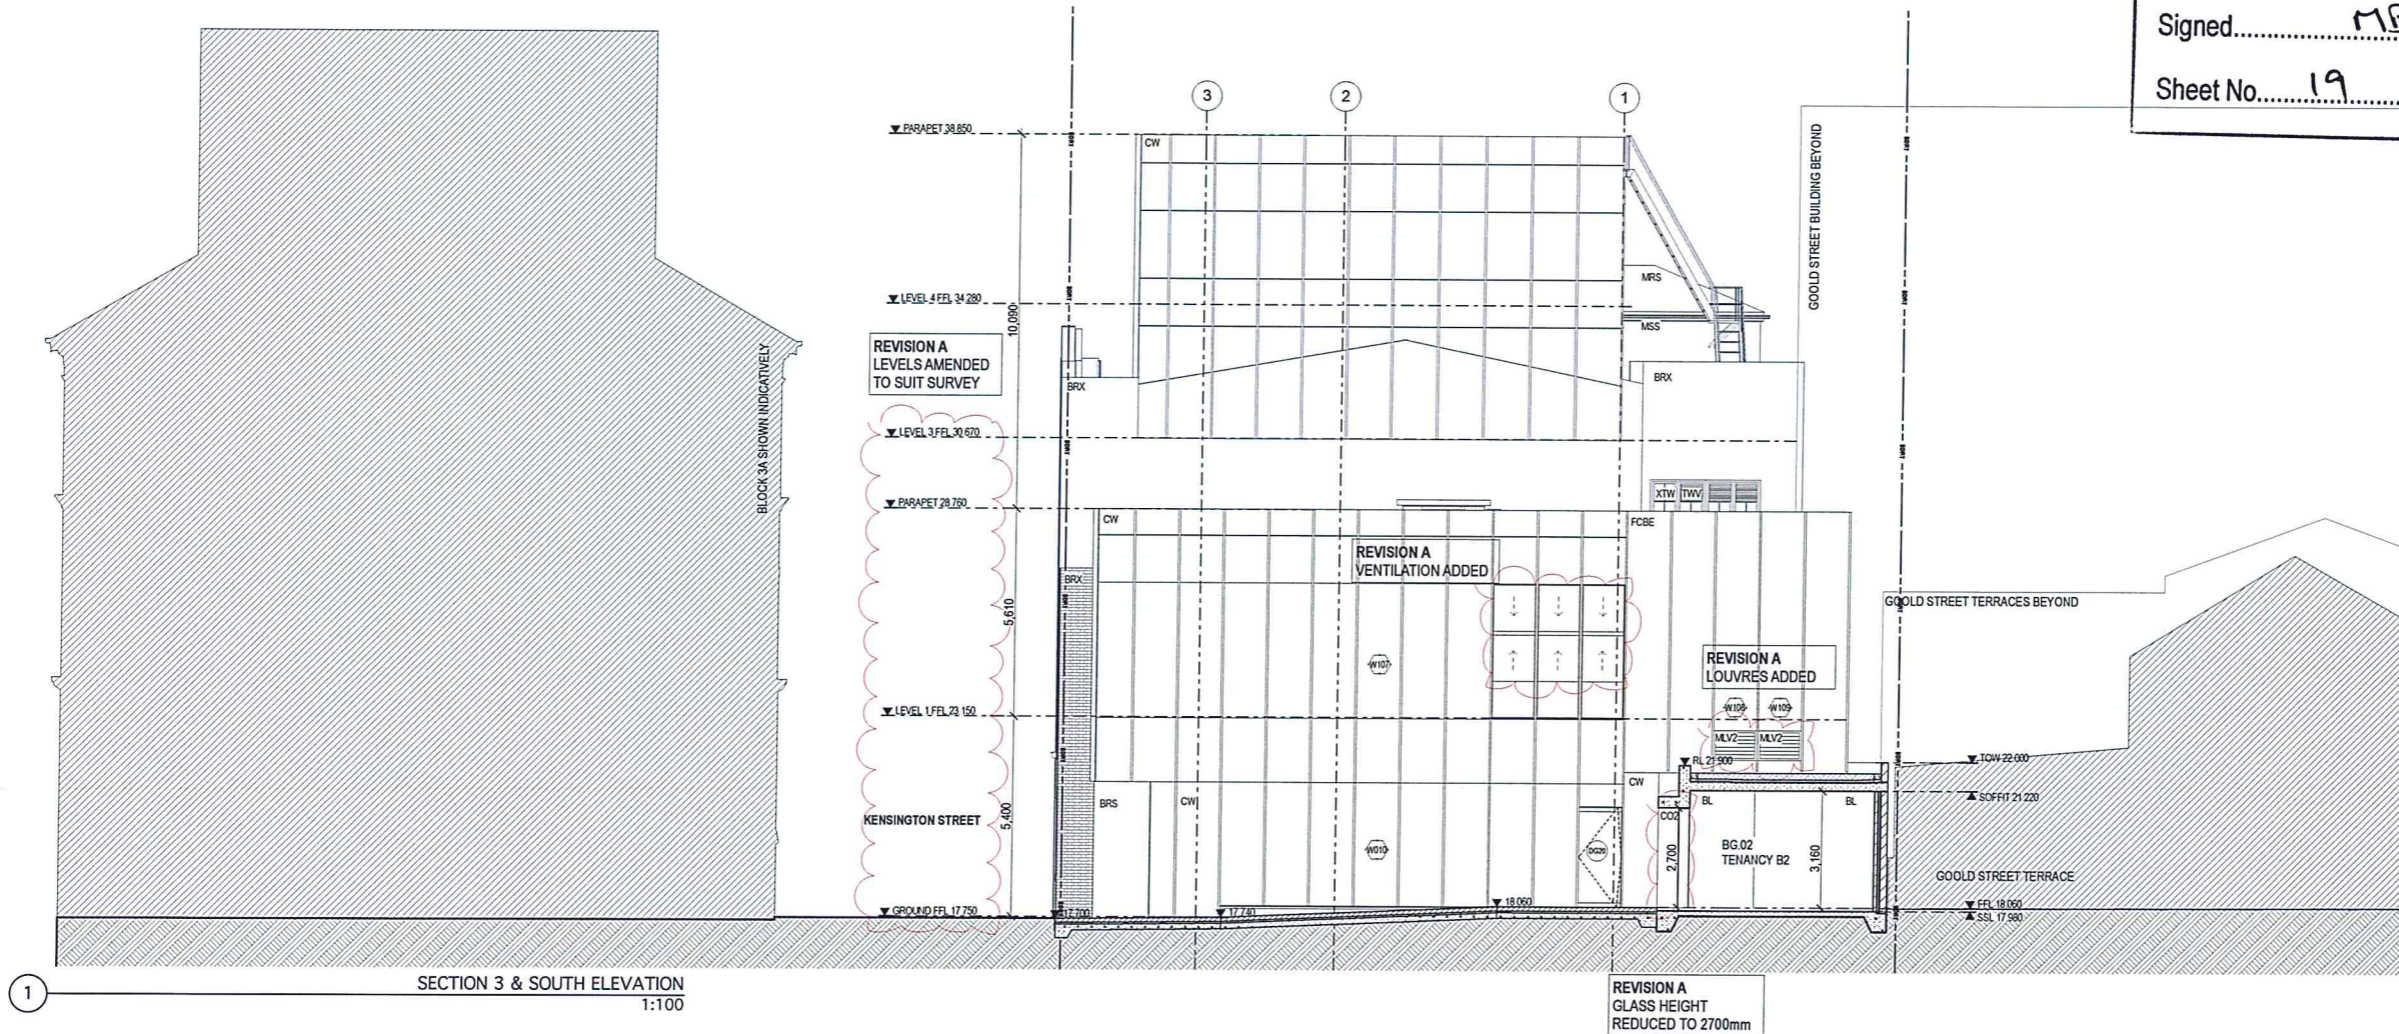 Signed
Sheet No. 19
3
2
1
PARAPET 38 850
CW
GOOLD STREET BUILDING BEYOND
MRS
LEVEL 4 FFL 34 280
10,090
MSS
REVISION A
LEVELS AMENDED
TO SUIT SURVEY
BLOCK 3A SHOWN INDICATIVELY
BRX
BRX
LEVEL 3 FFL 30 670
XTW
TWV
PARAPET 28 760
CW
FCBE
REVISION A
VENTILATION ADDED
BRX
5,610
GOOLD STREET TERRACES BEYOND
W107
REVISION A
LOUVRES ADDED
LEVEL 1 FFL 23 150
W108
W109
MLV2
MLV2
RL 21 900
TOW 22 000
CW
BRS
CW
SOFFIT 21 220
BL
BL
KENSINGTON STREET
5,400
CO2
W010
DG20
2,700
BG.02
TENANCY B2
3,160
GOOLD STREET TERRACE
GROUND FFL 17 750
17 700
17 740
18 060
FFL 18 060
SSL 17 980
1
SECTION 3 & SOUTH ELEVATION
1:100
REVISION A
GLASS HEIGHT
REDUCED TO 2700mm